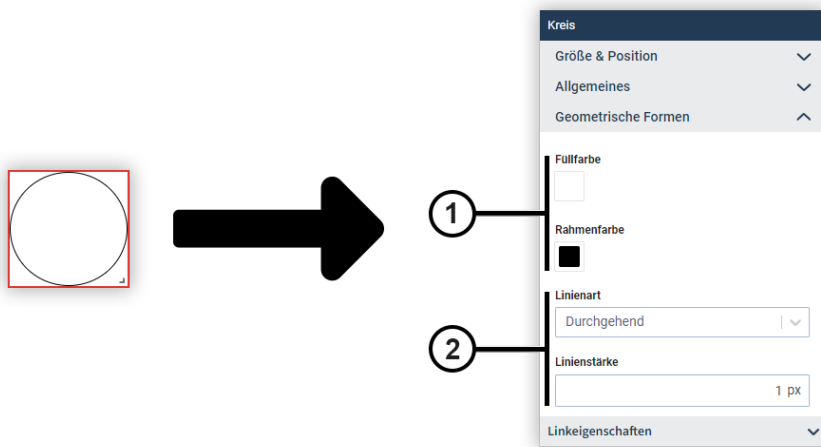 Kreis
Größe & Position
Allgemeines
Geometrische Formen
Füllfarbe
1
Rahmenfarbe
Linienart
Durchgehend
2
Linienstärke
1 px
Linkeigenschaften